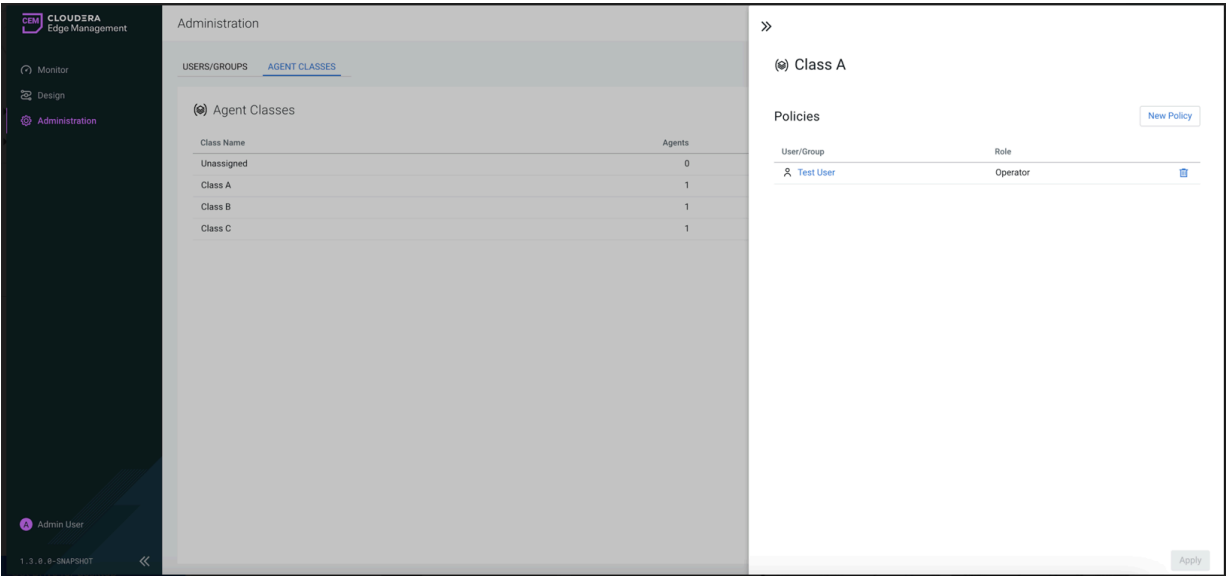 CEM
CLOUDERA
Edge Management
Monitor
Design
Administration
Admin User
1.3.0.0-SNAPSHOT
Administration
USERS/GROUPS AGENT CLASSES
Agent Classes
Class Name Agents
Unassigned 0
Class A 1
Class B 1
Class C 1
Class A
Policies New Policy
User/Group Role
Test User Operator
Apply